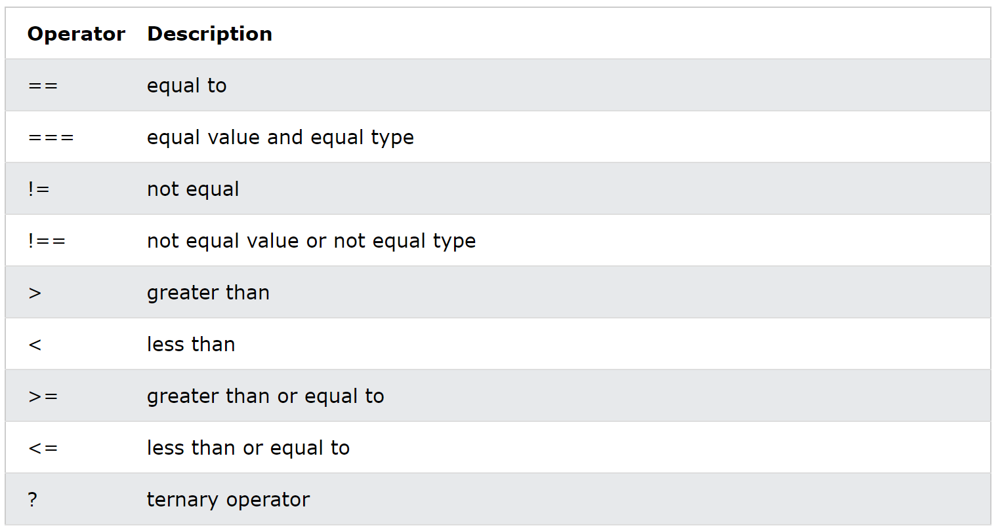 Operator Description
== equal to
=== equal value and equal type
!= not equal
!== not equal value or not equal type
> greater than
< less than
>= greater than or equal to
<= less than or equal to
? ternary operator